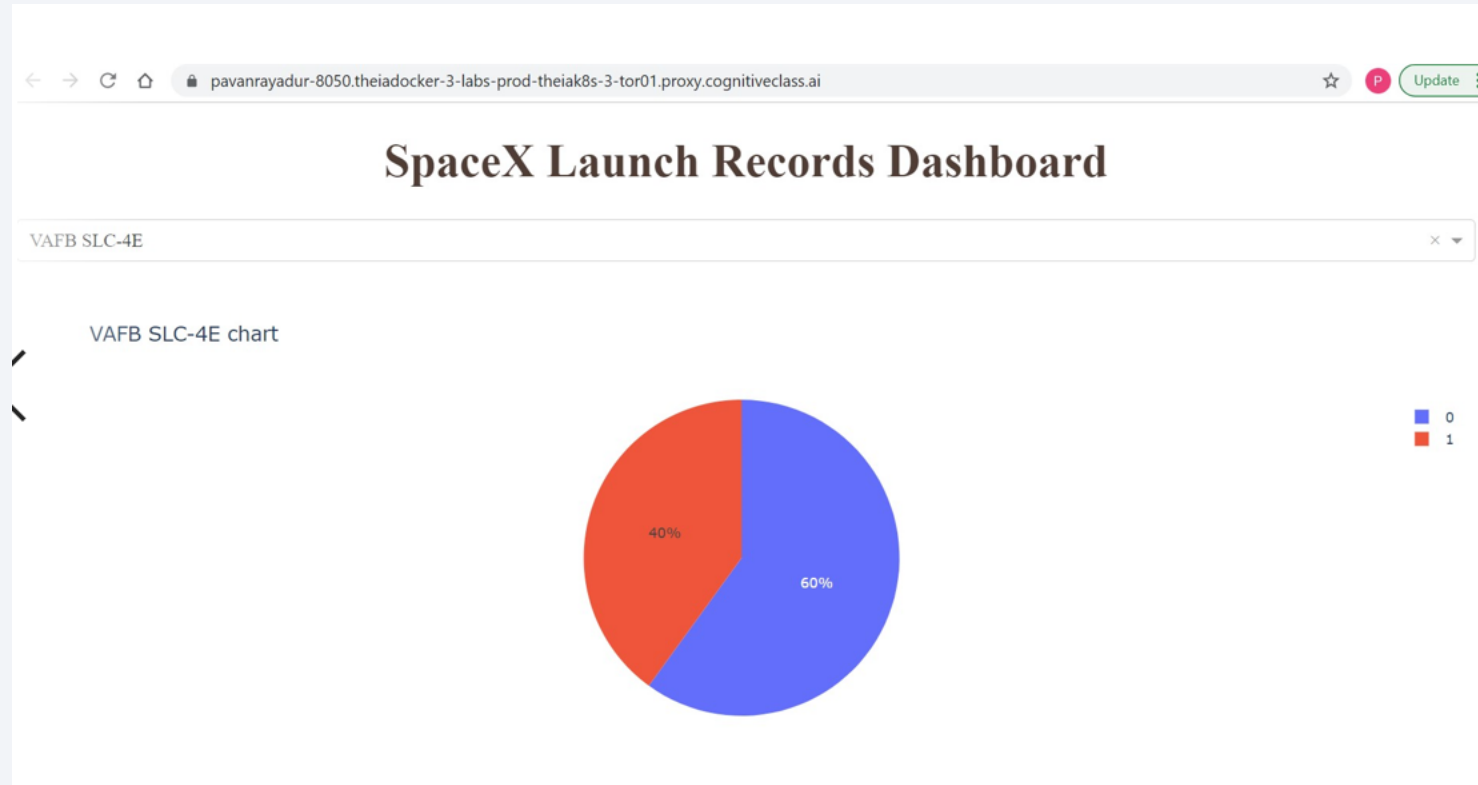 pavanrayadur-8050.theiadocker-3-labs-prod-theiak8s-3-tor01.proxy.cognitiveclass.ai
P
Update
SpaceX Launch Records Dashboard
VAFB SLC-4E
VAFB SLC-4E chart
0
1
40%
60%